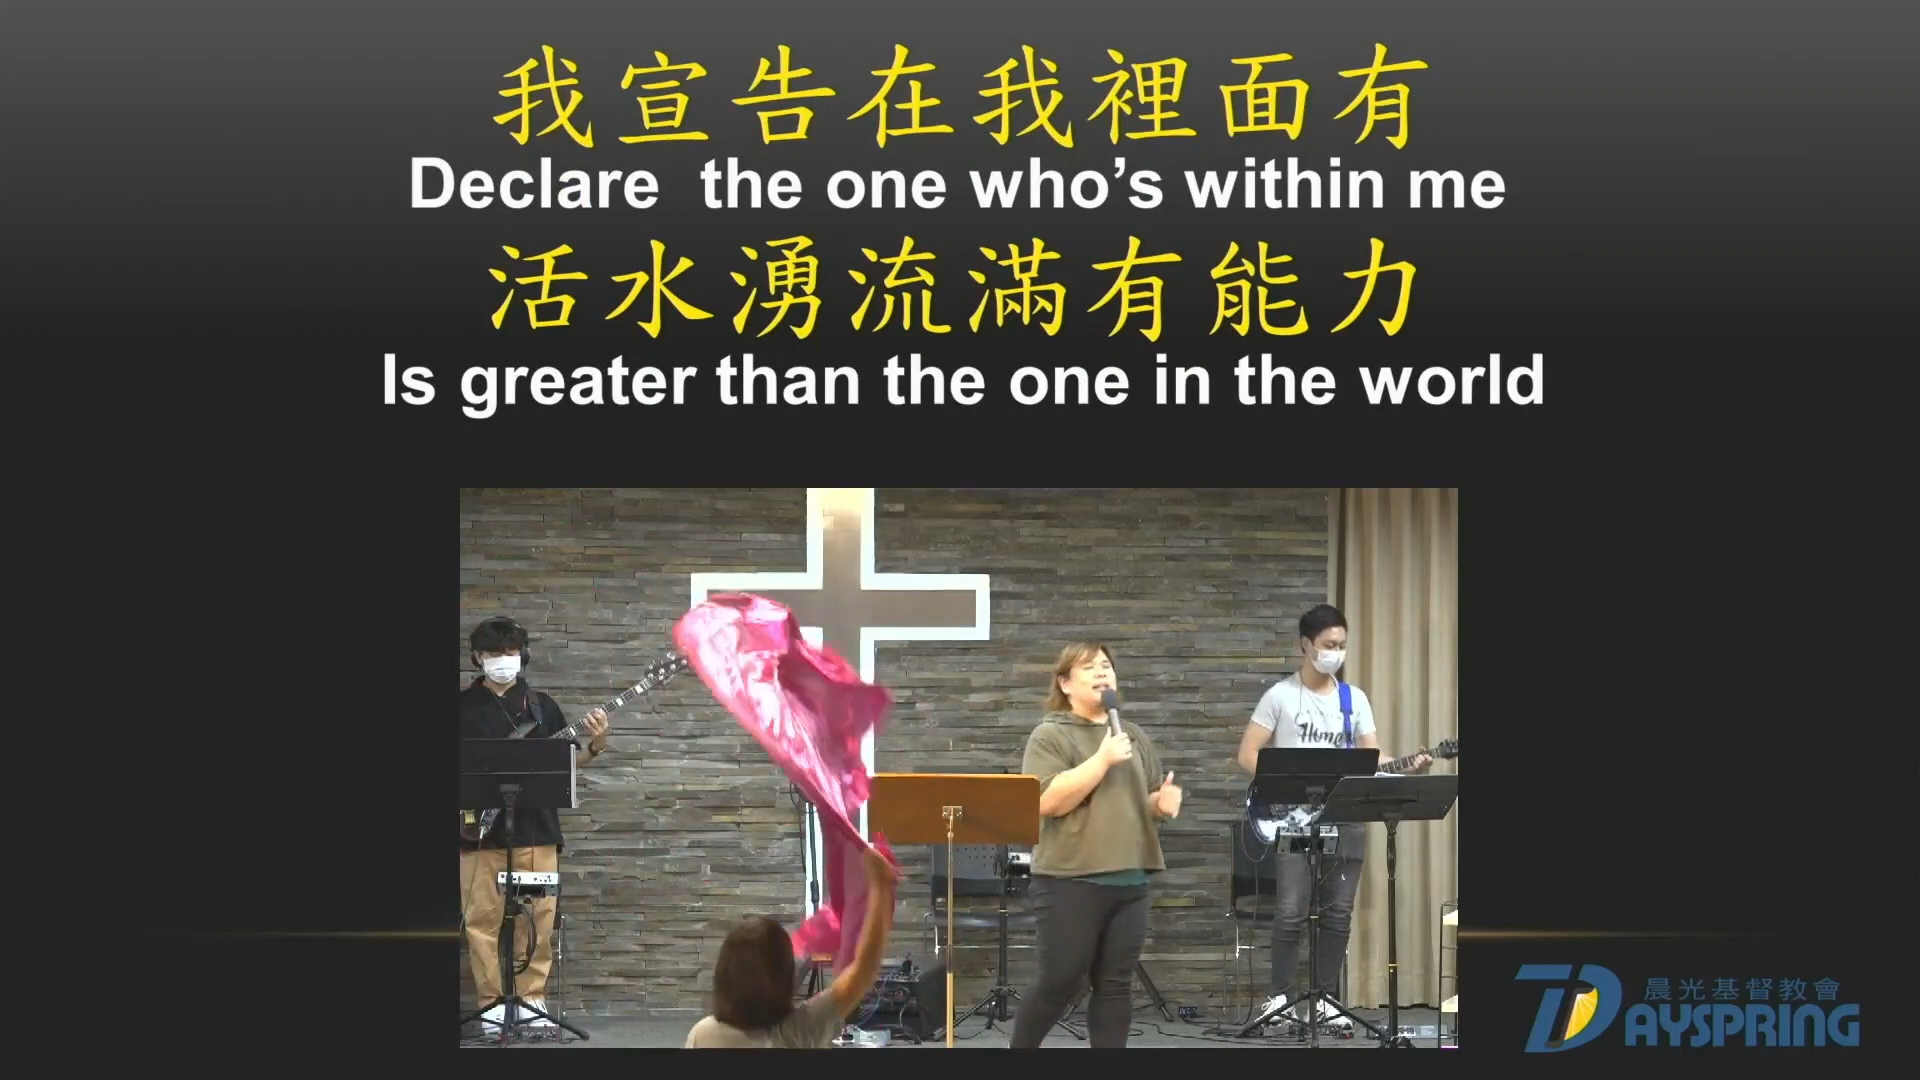 我宣告在我裡面有
Declare the one who’s within me
活水湧流滿有能力
Is greater than the one in the world
Home
晨光基督教會
DAYSPRING